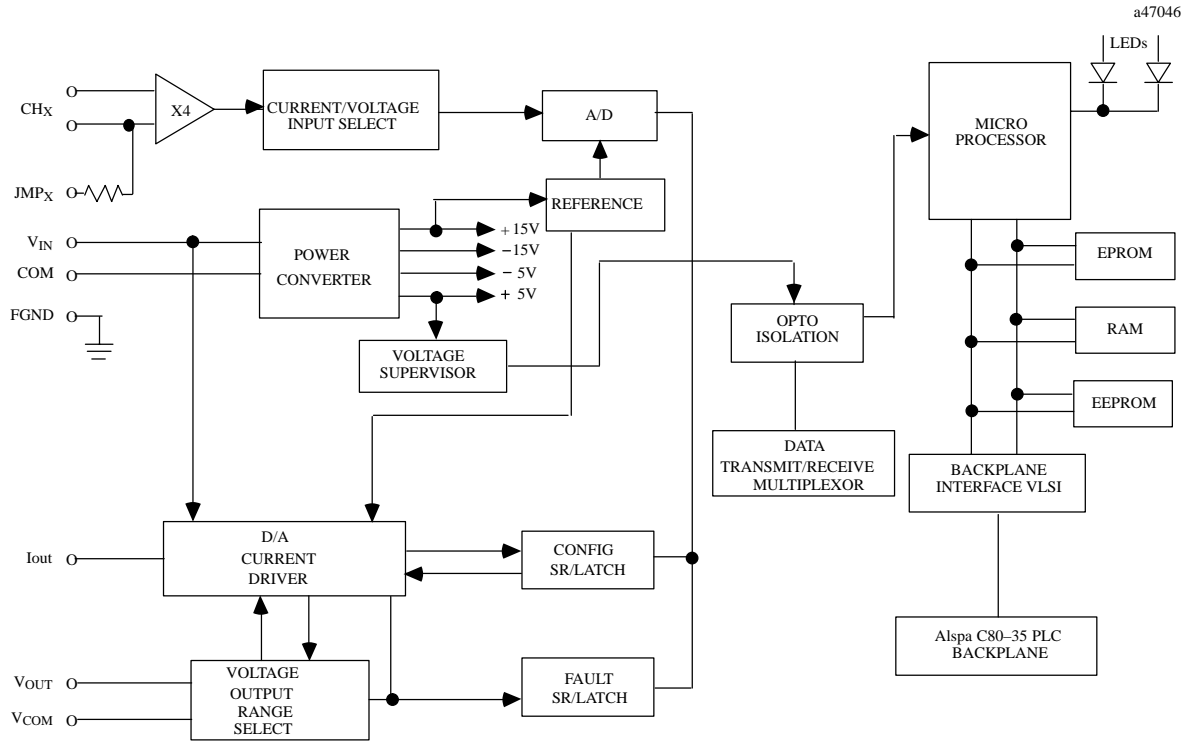 a47046
LEDs
CHX
X4
CURRENT/VOLTAGE
INPUT SELECT
A/D
MICRO
PROCESSOR
JMPX
REFERENCE
VIN
COM
FGND
POWER
CONVERTER
+ 15V
− 15V
− 5V
+ 5V
VOLTAGE
SUPERVISOR
OPTO
ISOLATION
EPROM
RAM
EEPROM
DATA
TRANSMIT/RECEIVE
MULTIPLEXOR
BACKPLANE
INTERFACE VLSI
Iout
D/A
CURRENT
DRIVER
CONFIG
SR/LATCH
Alspa C80–35 PLC
BACKPLANE
VOUT
VCOM
VOLTAGE
OUTPUT
RANGE
SELECT
FAULT
SR/LATCH